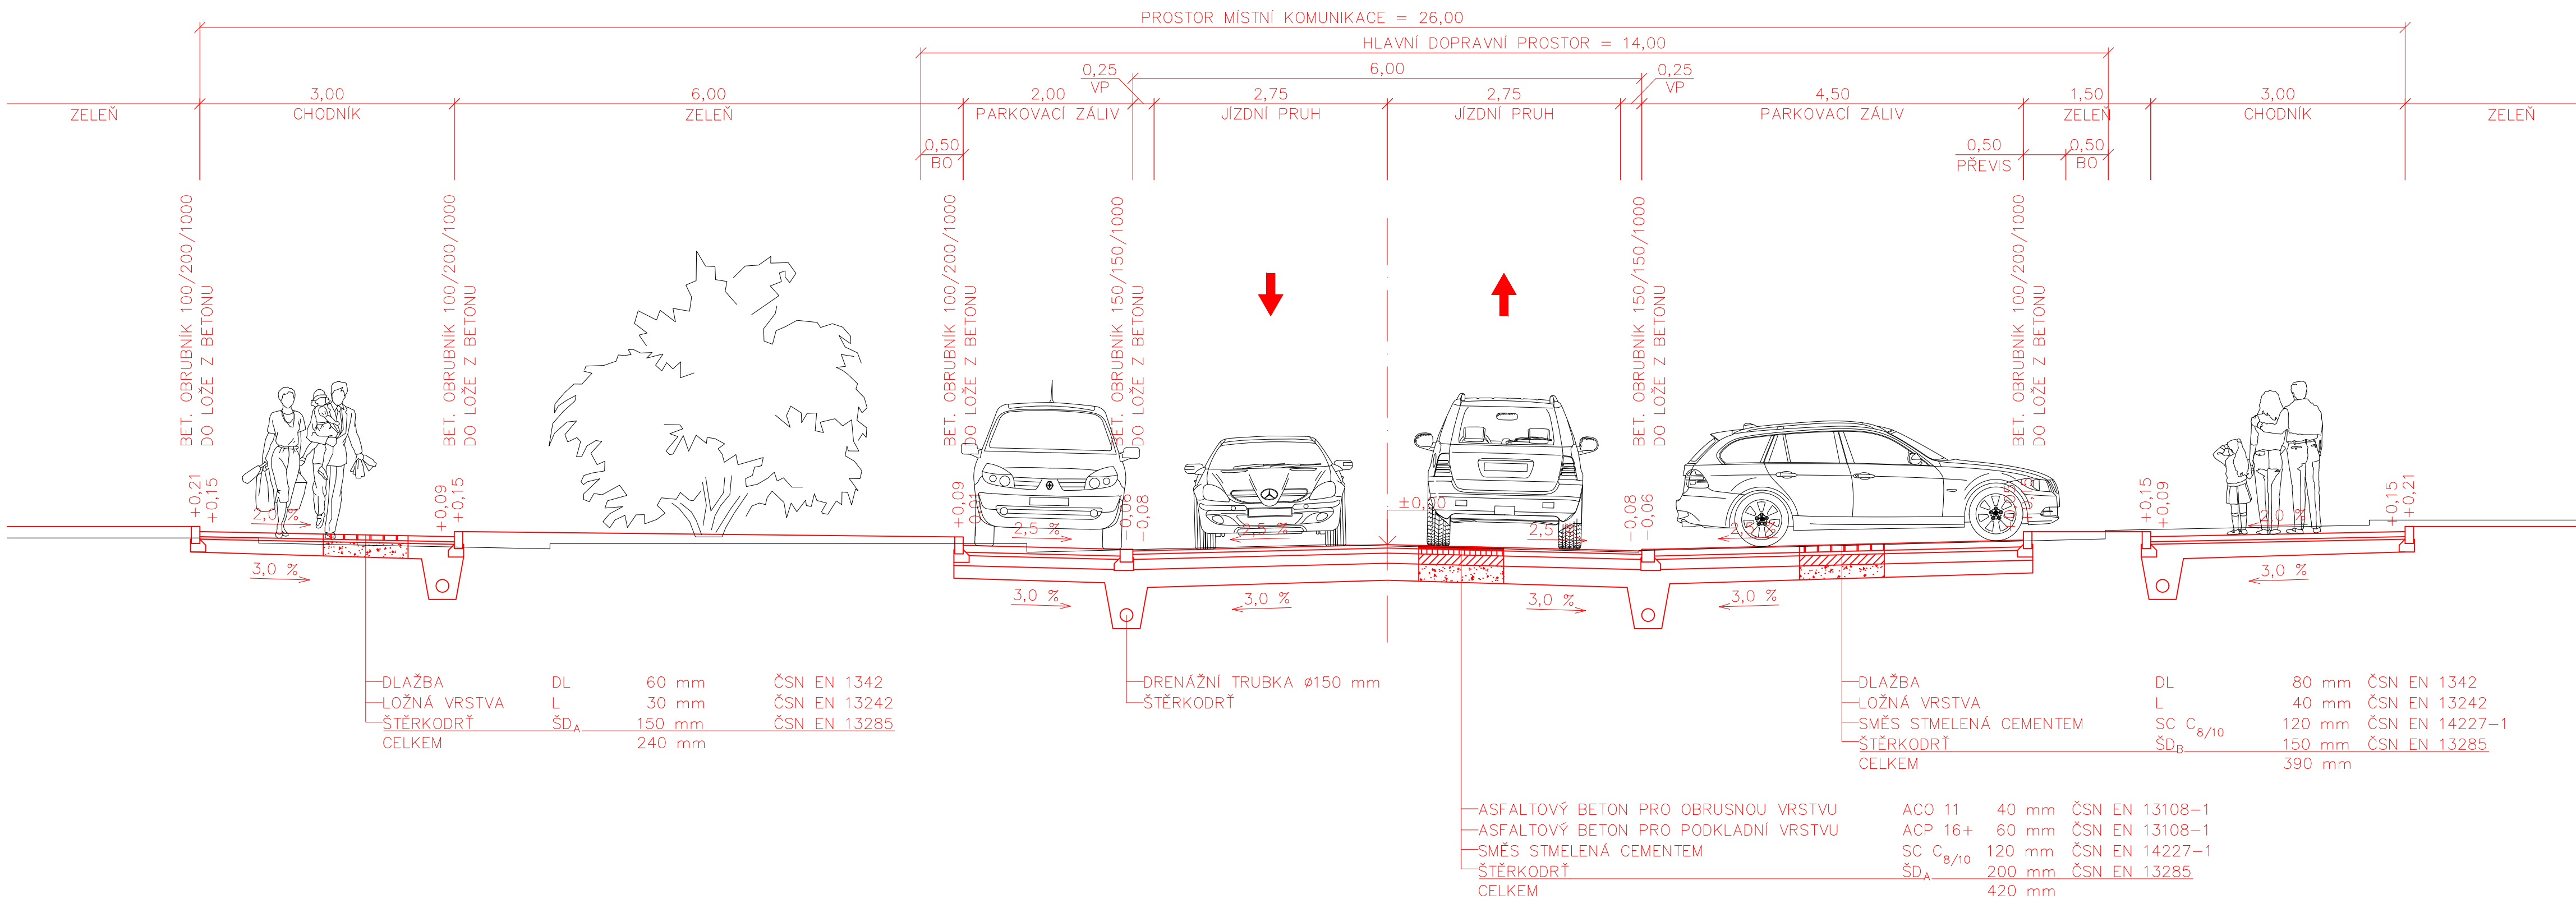 PROSTOR MÍSTNÍ KOMUNIKACE = 26,00
HLAVNÍ DOPRAVNÍ PROSTOR = 14,00
0,25 6,00 0,25
VP VP
3,00 6,00 2,00 2,75 2,75 4,50 1,50 3,00
ZELEŇ CHODNÍK ZELEŇ PARKOVACÍ ZÁLIV JÍZDNÍ PRUH JÍZDNÍ PRUH PARKOVACÍ ZÁLIV ZELEŇ CHODNÍK ZELEŇ
0,50 0,50 0,50
BO PŘEVIS BO
BET. OBRUBNÍK 100/200/1000
DO LOŽE Z BETONU
BET. OBRUBNÍK 100/200/1000
DO LOŽE Z BETONU
BET. OBRUBNÍK 100/200/1000
DO LOŽE Z BETONU
BET. OBRUBNÍK 150/150/1000
DO LOŽE Z BETONU
BET. OBRUBNÍK 150/150/1000
DO LOŽE Z BETONU
BET. OBRUBNÍK 100/200/1000
DO LOŽE Z BETONU
+0,21
+0,15
+0,09
+0,15
+0,09
-0,06
-0,08
±0,00
-0,08
-0,06
+0,15
+0,09
+0,15
+0,21
2,0 % 2,5 % 2,5 % 2,5 2,0 %
3,0 % 3,0 % 3,0 % 3,0 % 3,0 % 3,0 %
DLAŽBA DL 60 mm ČSN EN 1342
LOŽNÁ VRSTVA L 30 mm ČSN EN 13242
ŠTĚRKODRŤ ŠDA 150 mm ČSN EN 13285
CELKEM 240 mm
DRENÁŽNÍ TRUBKA ø150 mm
ŠTĚRKODRŤ
DLAŽBA DL 80 mm ČSN EN 1342
LOŽNÁ VRSTVA L 40 mm ČSN EN 13242
SMĚS STMELENÁ CEMENTEM SC C8/10 120 mm ČSN EN 14227-1
ŠTĚRKODRŤ ŠDB 150 mm ČSN EN 13285
CELKEM 390 mm
ASFALTOVÝ BETON PRO OBRUSNOU VRSTVU ACO 11 40 mm ČSN EN 13108-1
ASFALTOVÝ BETON PRO PODKLADNÍ VRSTVU ACP 16+ 60 mm ČSN EN 13108-1
SMĚS STMELENÁ CEMENTEM SC C8/10 120 mm ČSN EN 14227-1
ŠTĚRKODRŤ ŠDA 200 mm ČSN EN 13285
CELKEM 420 mm